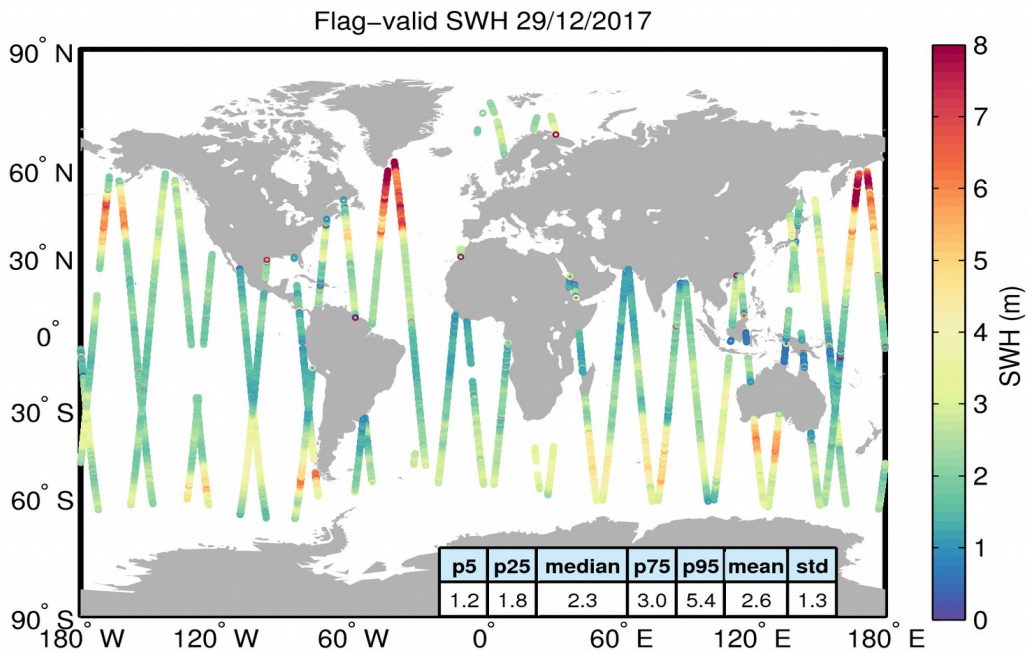 Flag−valid SWH 29/12/2017
90° N
60° N
30° N
0°
30° S
60° S
90° S
180° W
120° W
60° W
0°
60° E
120° E
180° E
p5 p25 median p75 p95 mean std
1.2 1.8 2.3 3.0 5.4 2.6 1.3
8
7
6
5
4
3
2
1
0
SWH (m)